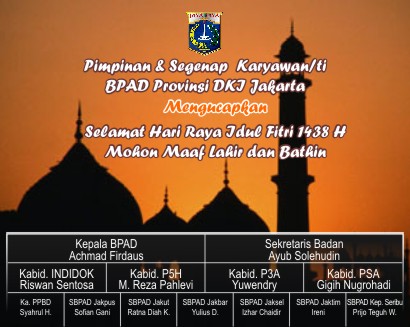 JAYA RAYA
Pimpinan & Segenap Karyawan/ti
BPAD Provinsi DKI Jakarta
Mengucapkan
Selamat Hari Raya Idul Fitri 1438 H
Mohon Maaf Lahir dan Bathin
Kepala BPAD
Achmad Firdaus
Sekretaris Badan
Ayub Solehudin
Kabid. INDIDOK
Riswan Sentosa
Kabid. P5H
M. Reza Pahlevi
Kabid. P3A
Yuwendry
Kabid. PSA
Gigih Nugrohadi
Ka. PPBD
Syahrul H.
SBPAD Jakpus
Sofian Gani
SBPAD Jakut
Ratna Diah K.
SBPAD Jakbar
Yulius D.
SBPAD Jaksel
Izhar Chaidir
SBPAD Jaktim
Ireni
SBPAD Kep. Seribu
Prijo Teguh W.